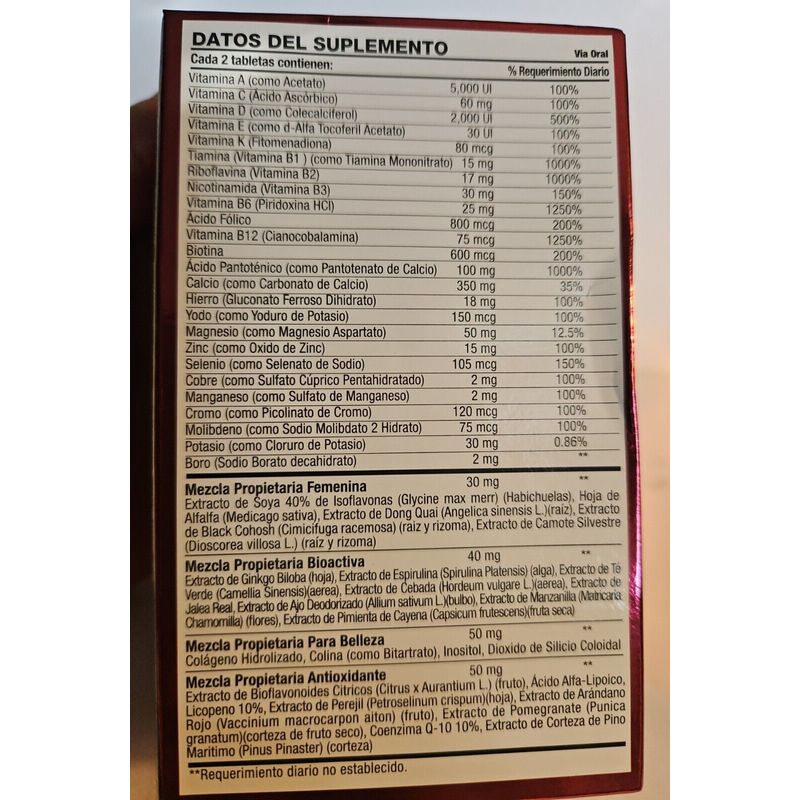 DATOS DEL SUPLEMENTO Via Oral
Cada 2 tabletas contienen: % Requerimiento Diario
Vitamina A (como Acetato) 5,000 UI 100%
Vitamina C (Ácido Ascórbico) 60 mg 100%
Vitamina D (como Colecalciferol) 2,000 UI 500%
Vitamina E (como d-Alfa Tocoferil Acetato) 30 UI 100%
Vitamina K (Fitomenadiona) 80 mcg 100%
Tiamina (Vitamina B1 ) (como Tiamina Mononitrato) 15 mg 1000%
Riboflavina (Vitamina B2) 17 mg 1000%
Nicotinamida (Vitamina B3) 30 mg 150%
Vitamina B6 (Piridoxina HCl) 25 mg 1250%
Ácido Fólico 800 mcg 200%
Vitamina B12 (Cianocobalamina) 75 mcg 1250%
Biotina 600 mcg 200%
Ácido Pantoténico (como Pantotenato de Calcio) 100 mg 1000%
Calcio (como Carbonato de Calcio) 350 mg 35%
Hierro (Gluconato Ferroso Dihidrato) 18 mg 100%
Yodo (como Yoduro de Potasio) 150 mcg 100%
Magnesio (como Magnesio Aspartato) 50 mg 12.5%
Zinc (como Oxido de Zinc) 15 mg 100%
Selenio (como Selenato de Sodio) 105 mcg 150%
Cobre (como Sulfato Cúprico Pentahidratado) 2 mg 100%
Manganeso (como Sulfato de Manganeso) 2 mg 100%
Cromo (como Picolinato de Cromo) 120 mcg 100%
Molibdeno (como Sodio Molibdato 2 Hidrato) 75 mcg 100%
Potasio (como Cloruro de Potasio) 30 mg 0.86%
Boro (Sodio Borato decahidrato) 2 mg **
Mezcla Propietaria Femenina 30 mg **
Extracto de Soya 40% de Isoflavonas (Glycine max merr) (Habichuelas), Hoja de
Alfalfa (Medicago sativa), Extracto de Dong Quai (Angelica sinensis L.)(raíz), Extracto
de Black Cohosh (Cimicifuga racemosa) (raíz y rizoma), Extracto de Camote Silvestre
(Dioscorea villosa L.) (raíz y rizoma)
Mezcla Propietaria Bioactiva 40 mg **
Extracto de Ginkgo Biloba (hoja), Extracto de Espirulina (Spirulina Platensis) (alga), Extracto de Té
Verde (Camellia Sinensis)(aerea), Extracto de Cebada (Hordeum vulgare L.)(aerea), Extracto de
Jalea Real, Extracto de Ajo Deodorizado (Allium sativum L.)(bulbo), Extracto de Manzanilla (Matricaria
Chamomilla) (flores), Extracto de Pimienta de Cayena (Capsicum frutescens)(fruta seca)
Mezcla Propietaria Para Belleza 50 mg **
Colágeno Hidrolizado, Colina (como Bitartrato), Inositol, Dioxido de Silicio Coloidal
Mezcla Propietaria Antioxidante 50 mg **
Extracto de Bioflavonoides Citricos (Citrus x Aurantium L.) (fruto), Ácido Alfa-Lipoico,
Licopeno 10%, Extracto de Perejil (Petroselinum crispum)(hoja), Extracto de Arándano
Rojo (Vaccinium macrocarpon aiton) (fruto), Extracto de Pomegranate (Punica
granatum)(corteza de fruto seco), Coenzima Q-10 10%, Extracto de Corteza de Pino
Maritimo (Pinus Pinaster) (corteza)
**Requerimiento diario no establecido.